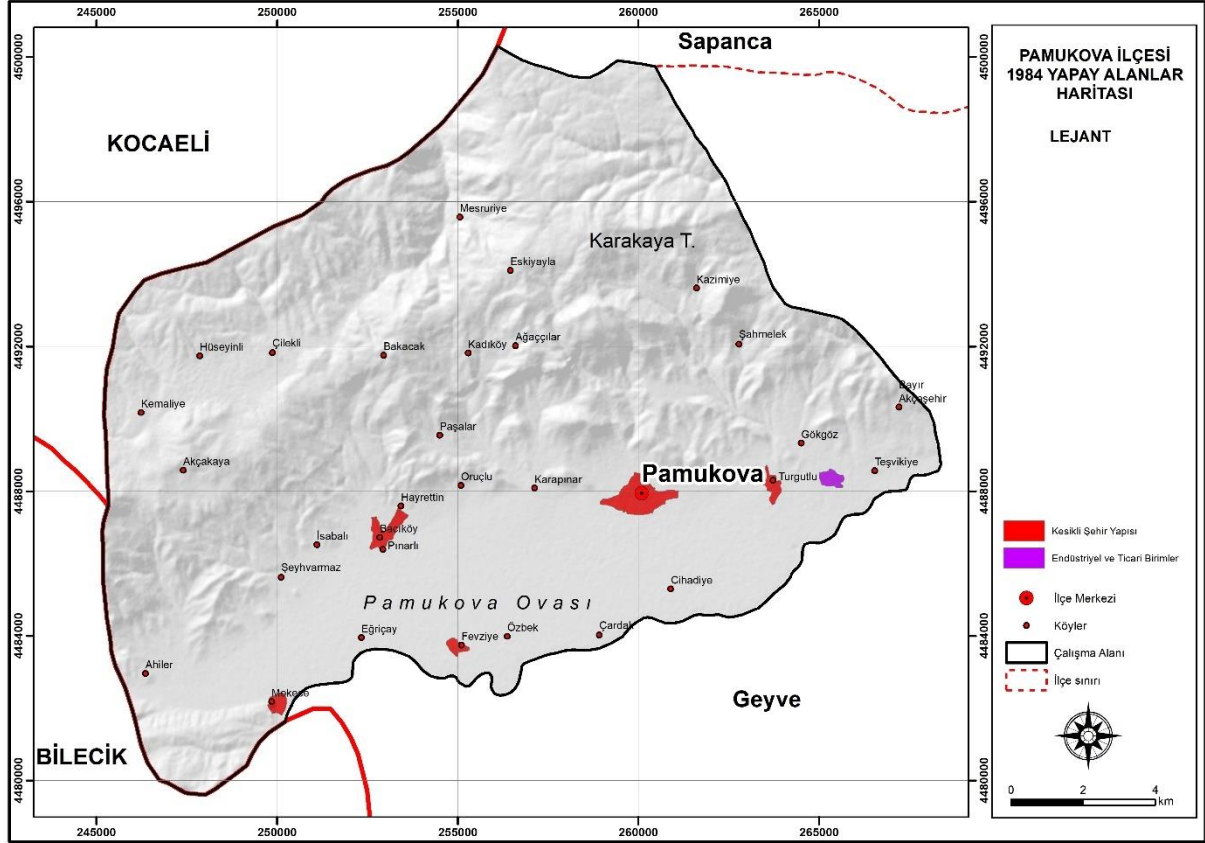 245000
250000
255000
260000
265000
4500000
4500000
Sapanca
KOCAELİ
4496000
4496000
Mesruriye
Karakaya T.
Eskiyayla
Kazimiye
4492000
4492000
Hüseyinli
Çilekli
Bakacak
Kadıköy
Ağaççılar
Şahmelek
Bayır
Akçaşehir
Kemaliye
Paşalar
Gökgöz
Akçakaya
Oruçlu
Karapınar
Pamukova
Turgutlu
Teşvikiye
4488000
4488000
Hayrettin
Bacıköy
İsabalı
Pınarlı
Şeyhvarmaz
Cihadiye
Pamukova Ovası
Eğriçay
Fevziye
Özbek
Çardak
4484000
4484000
Ahiler
Mekece
Geyve
BİLECİK
4480000
4480000
245000
250000
255000
260000
265000
PAMUKOVA İLÇESİ
1984 YAPAY ALANLAR
HARİTASI
LEJANT
Kesikli Şehir Yapısı
Endüstriyel ve Ticari Birimler
İlçe Merkezi
Köyler
Çalışma Alanı
İlçe sınırı
0 2 4
km